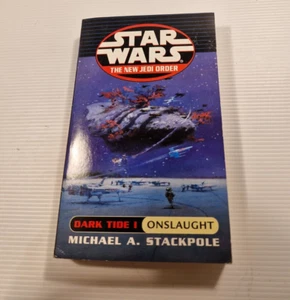 STAR
WARS
THE NEW JEDI ORDER
DARK TIDE I ONSLAUGHT
MICHAEL A. STACKPOLE